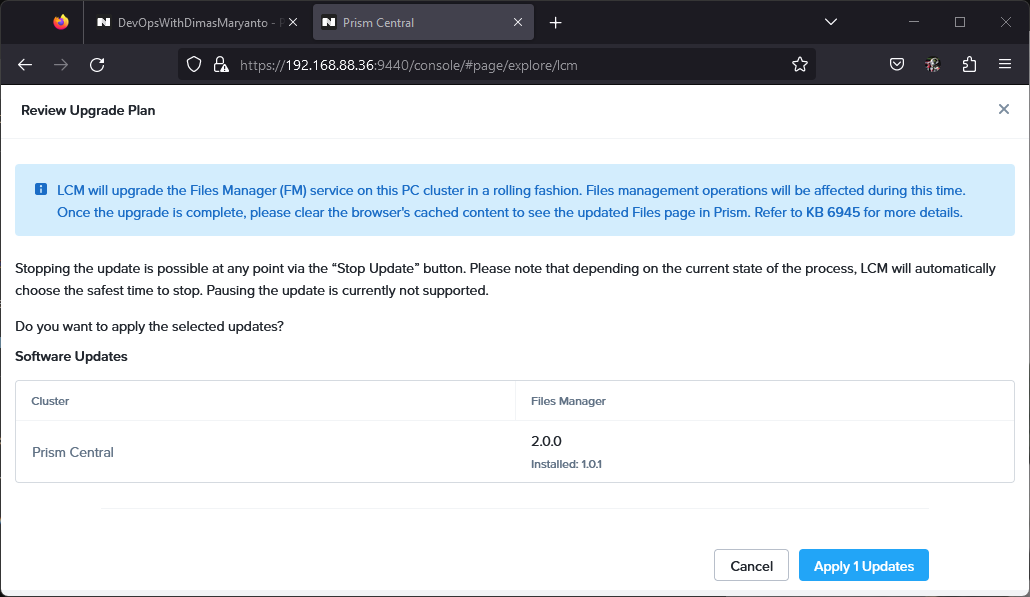 DevOpsWithDimasMaryanto -
Prism Central
https://192.168.88.36:9440/console/#page/explore/lcm
Review Upgrade Plan
LCM will upgrade the Files Manager (FM) service on this PC cluster in a rolling fashion. Files management operations will be affected during this time.
Once the upgrade is complete, please clear the browser's cached content to see the updated Files page in Prism. Refer to KB 6945 for more details.
Stopping the update is possible at any point via the “Stop Update” button. Please note that depending on the current state of the process, LCM will automatically
choose the safest time to stop. Pausing the update is currently not supported.
Do you want to apply the selected updates?
Software Updates
Cluster
Files Manager
Prism Central
2.0.0
Installed: 1.0.1
Cancel
Apply 1 Updates